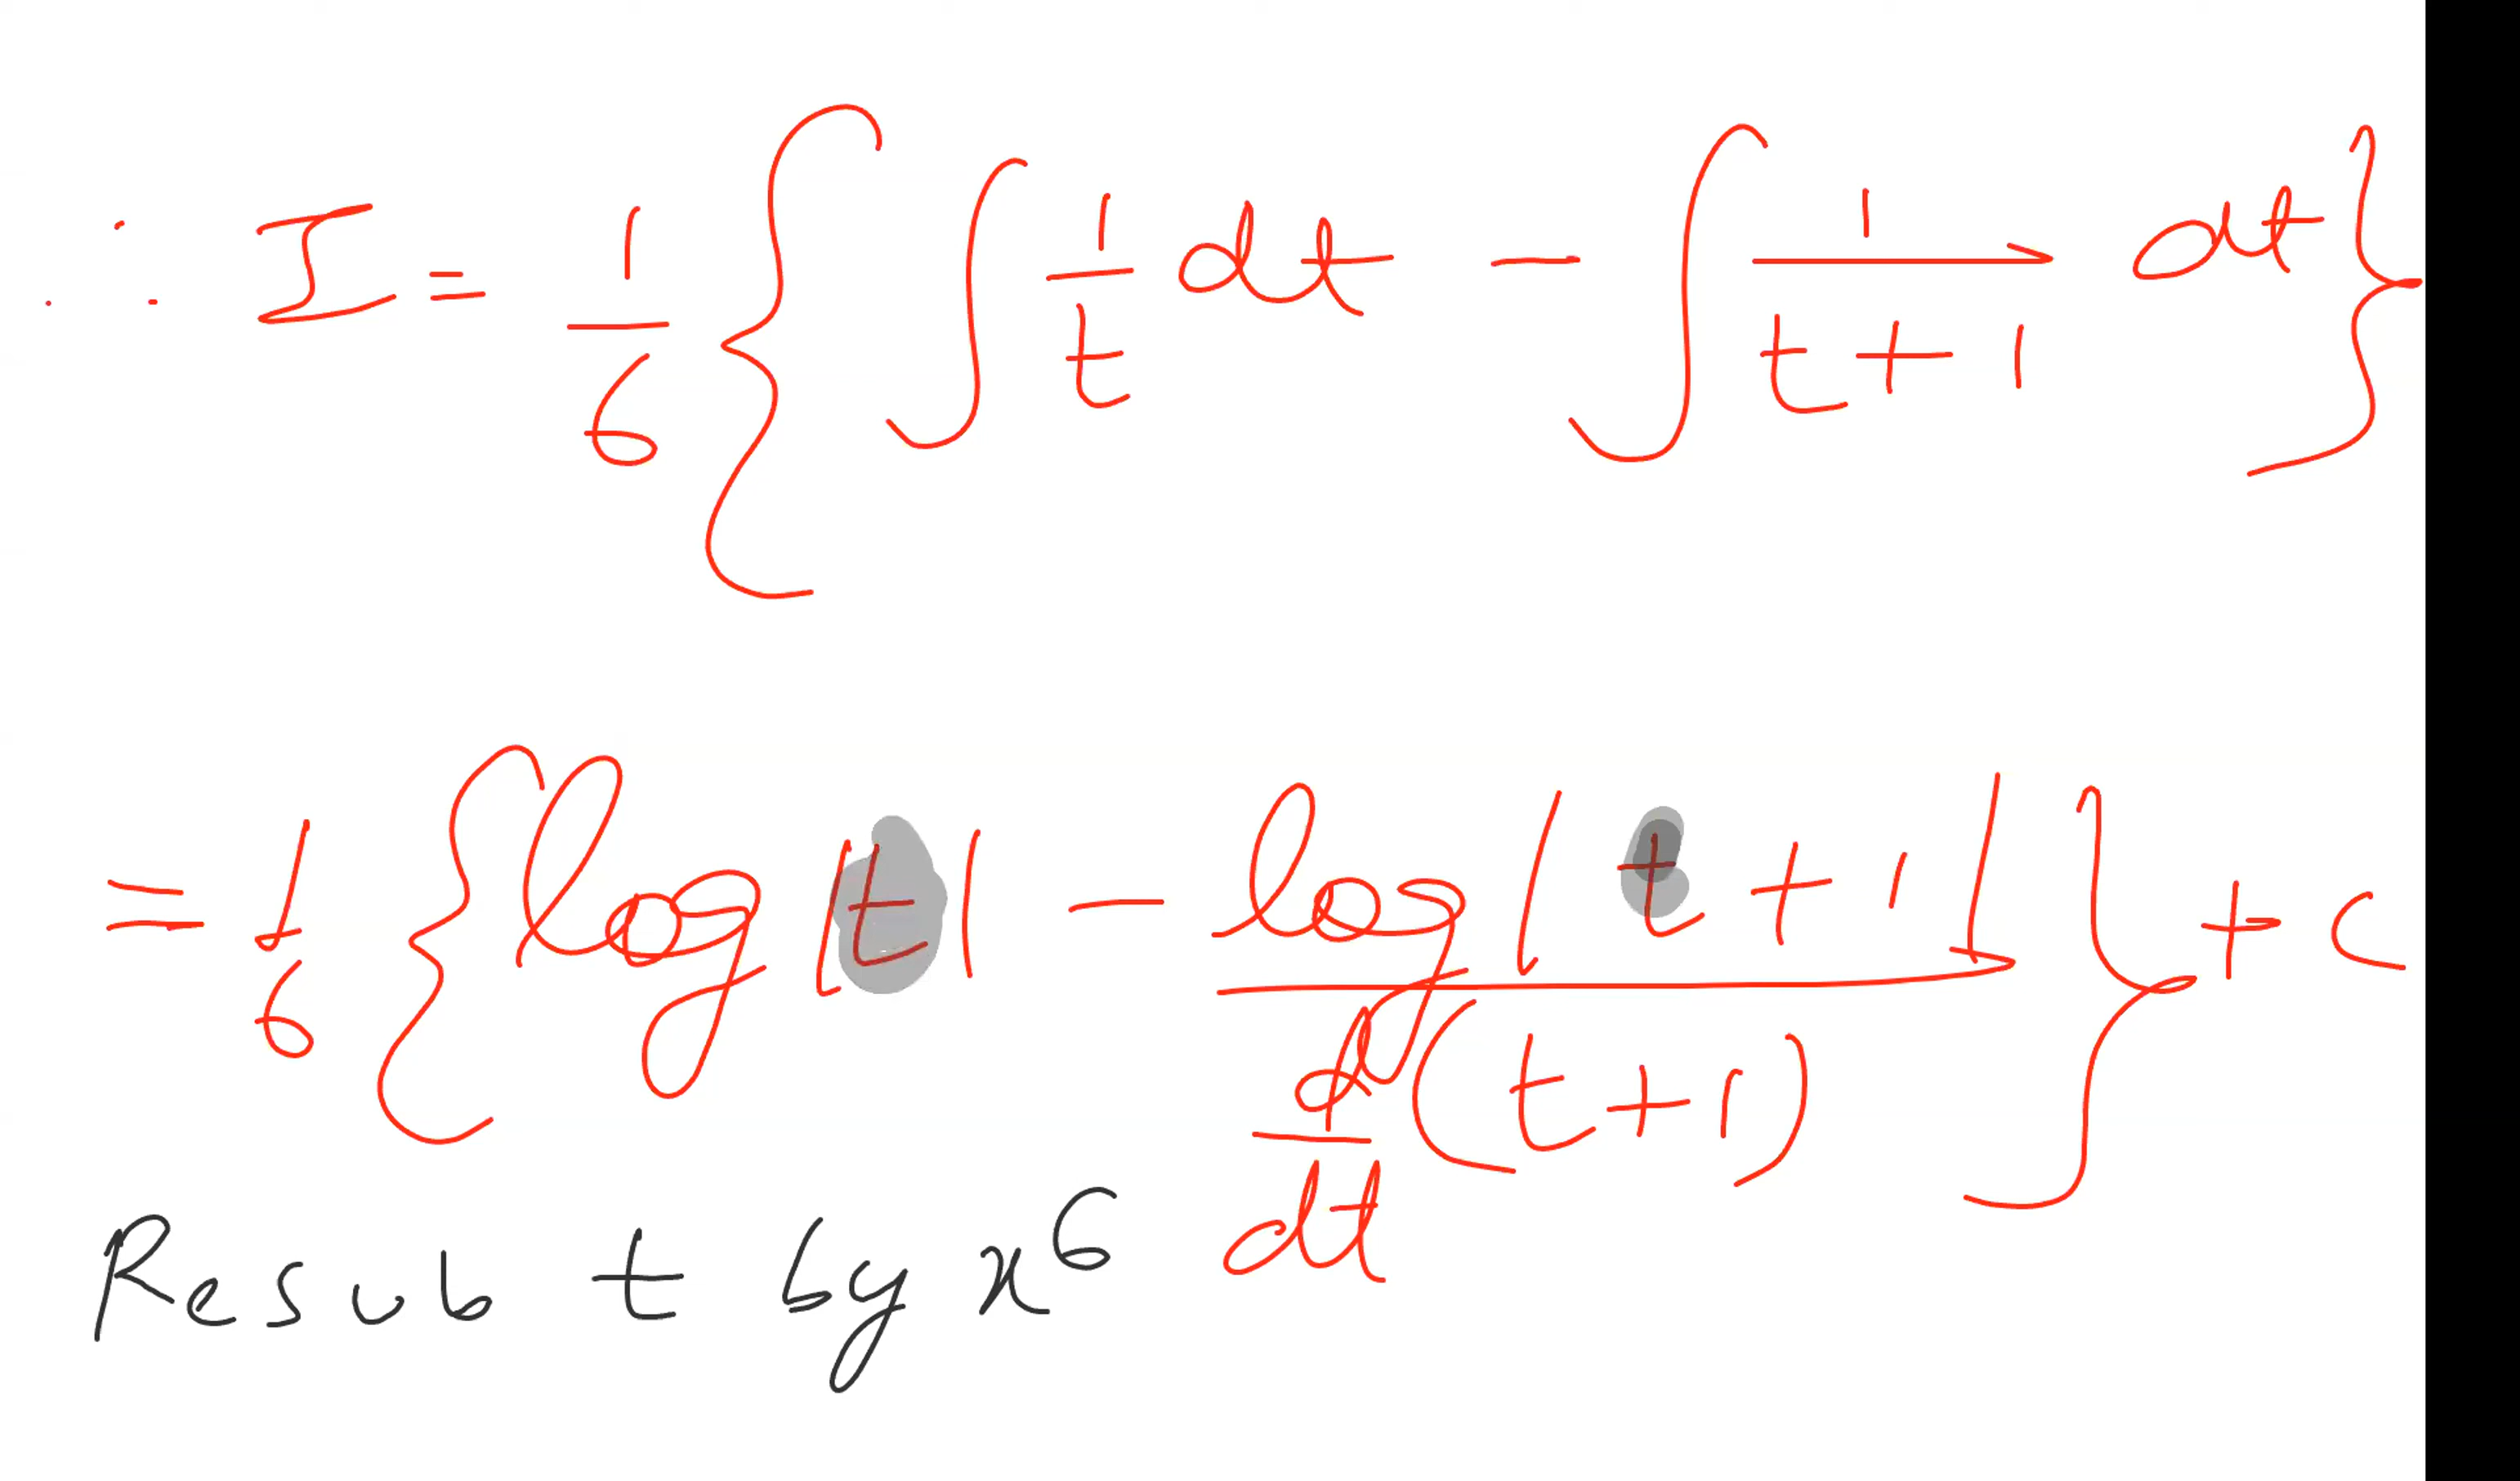 ∴ I = 1/6 { ∫ 1/t dt − ∫ 1/(t+1) dt }
= 1/6 { log|t| − log|t+1| / (d/dt (t+1)) } + c
Resub t by x^6